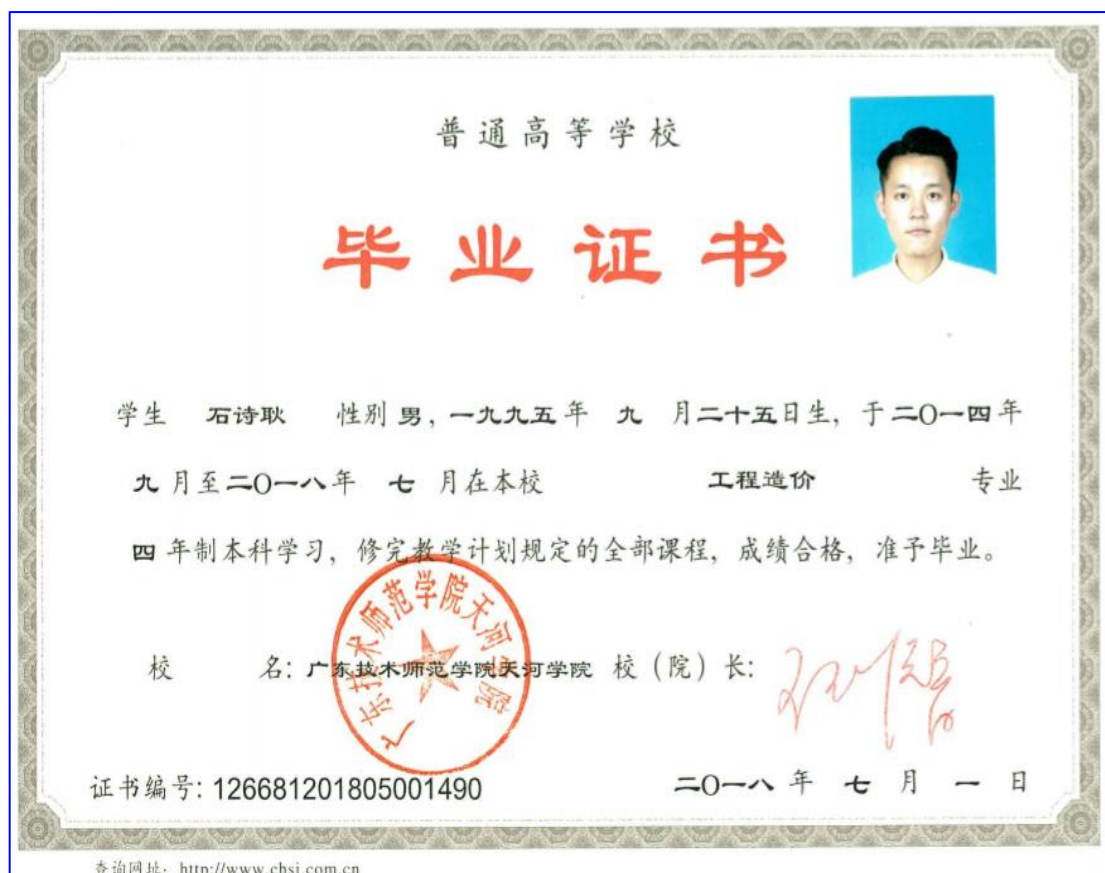 普通高等学校
毕业证书
学生 石诗耿 性别 男, 一九九五年 九 月二十五日生, 于二〇一四年
九月至二〇一八年 七 月在本校 工程造价 专业
四年制本科学习, 修完教学计划规定的全部课程, 成绩合格, 准予毕业。
广东技术师范学院天河学院
校 名: 广东技术师范学院天河学院 校（院）长:
证书编号: 126681201805001490 二〇一八 年 七 月 一 日
查询网址: http://www.chsi.com.cn